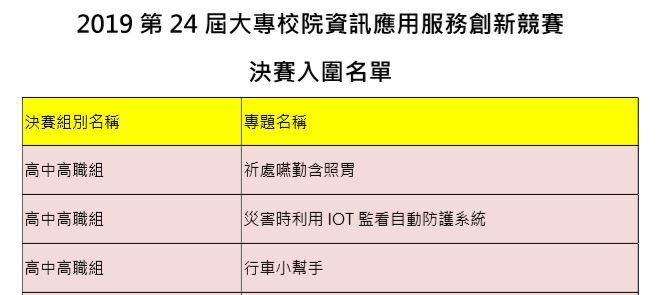 2019 第 24 屆大專校院資訊應用服務創新競賽
決賽入圍名單
決賽組別名稱 專題名稱
高中高職組 祈處嚥勤含照胃
高中高職組 災害時利用 IOT 監看自動防護系統
高中高職組 行車小幫手